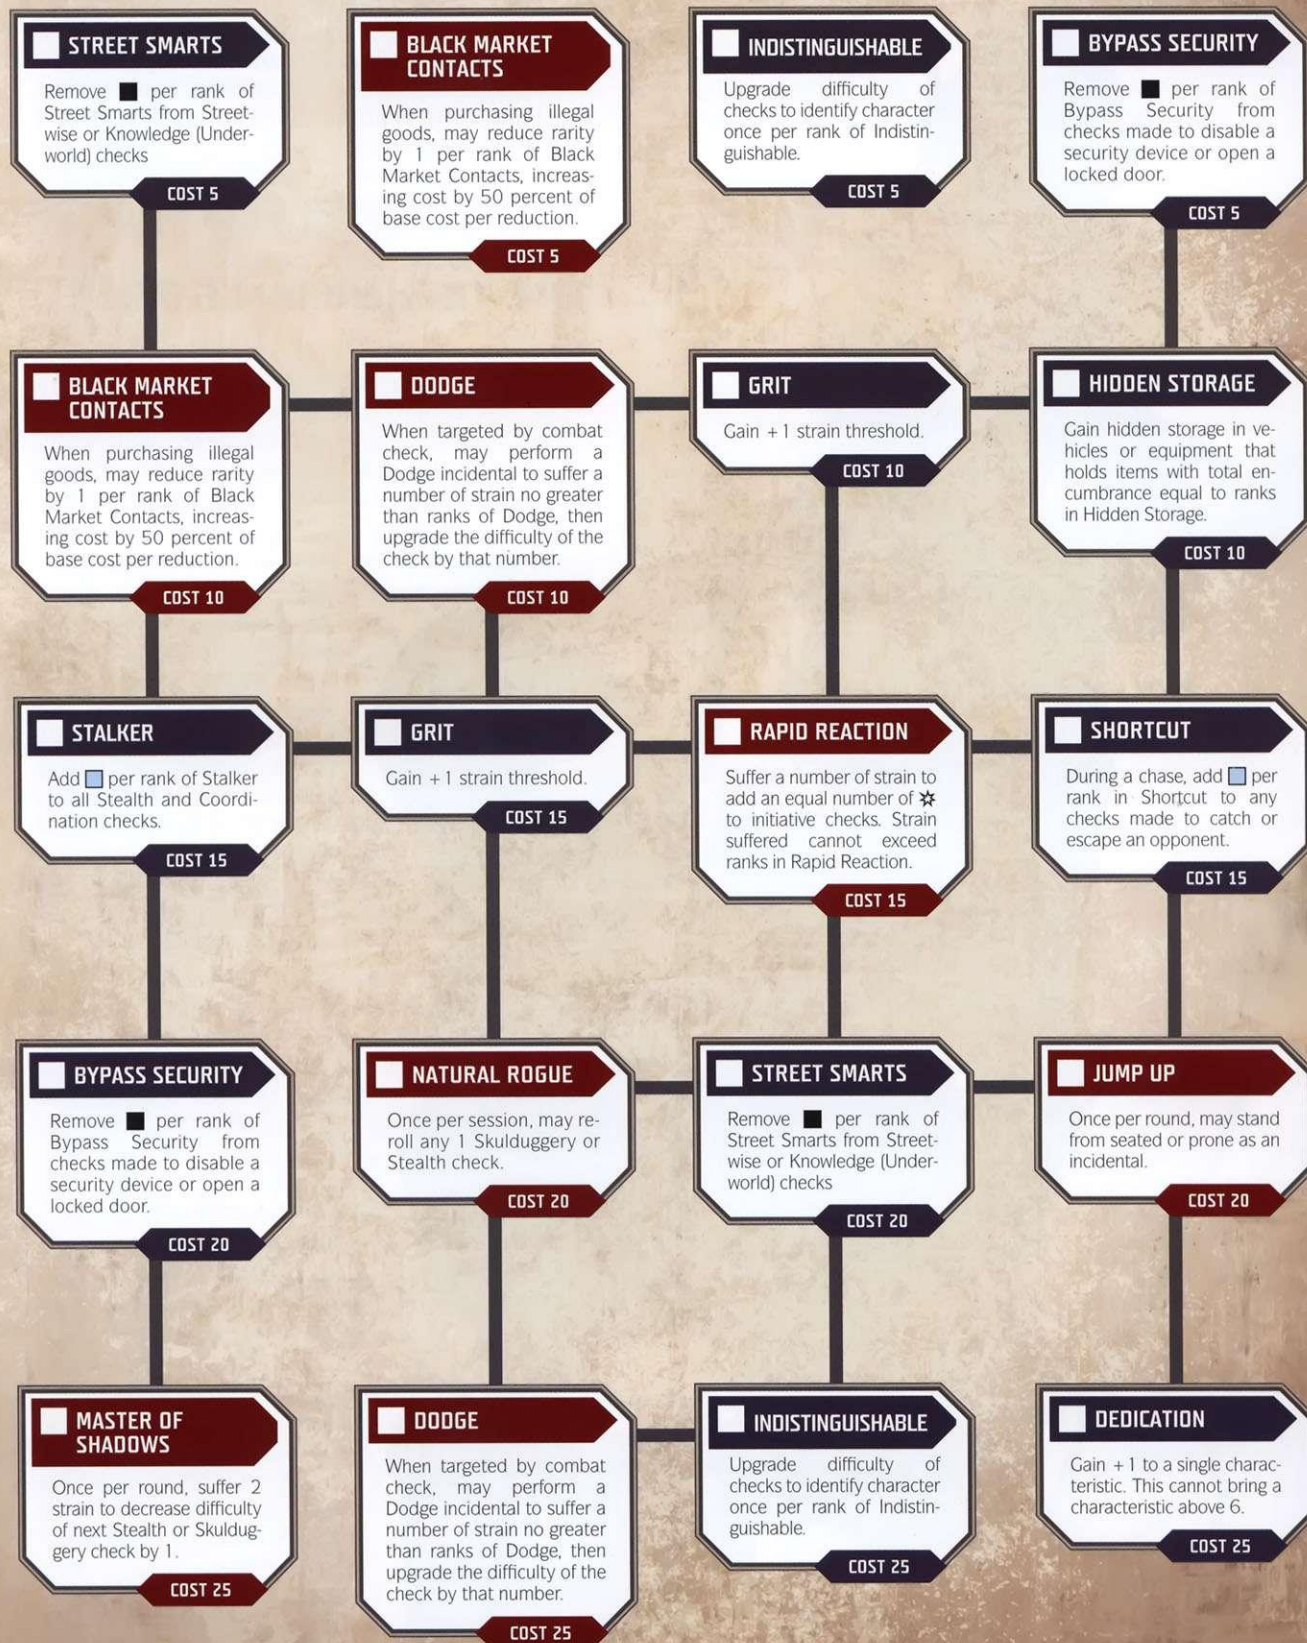 STREET SMARTS
Remove per rank of
Street Smarts from Street-
wise or Knowledge (Under-
world) checks
COST 5
BLACK MARKET
CONTACTS
When purchasing illegal
goods, may reduce rarity
by 1 per rank of Black
Market Contacts, increas-
ing cost by 50 percent of
base cost per reduction.
COST 5
INDISTINGUISHABLE
Upgrade difficulty of
checks to identify character
once per rank of Indistin-
guishable.
COST 5
BYPASS SECURITY
Remove per rank of
Bypass Security from
checks made to disable a
security device or open a
locked door.
COST 5
BLACK MARKET
CONTACTS
When purchasing illegal
goods, may reduce rarity
by 1 per rank of Black
Market Contacts, increas-
ing cost by 50 percent of
base cost per reduction.
COST 10
DODGE
When targeted by combat
check, may perform a
Dodge incidental to suffer a
number of strain no greater
than ranks of Dodge, then
upgrade the difficulty of the
check by that number.
COST 10
GRIT
Gain +1 strain threshold.
COST 10
HIDDEN STORAGE
Gain hidden storage in ve-
hicles or equipment that
holds items with total en-
cumbrance equal to ranks
in Hidden Storage.
COST 10
STALKER
Add per rank of Stalker
to all Stealth and Coordi-
nation checks.
COST 15
GRIT
Gain +1 strain threshold.
COST 15
RAPID REACTION
Suffer a number of strain to
add an equal number of
to initiative checks. Strain
suffered cannot exceed
ranks in Rapid Reaction.
COST 15
SHORTCUT
During a chase, add per
rank in Shortcut to any
checks made to catch or
escape an opponent.
COST 15
BYPASS SECURITY
Remove per rank of
Bypass Security from
checks made to disable a
security device or open a
locked door.
COST 20
NATURAL ROGUE
Once per session, may re-
roll any 1 Skulduggery or
Stealth check.
COST 20
STREET SMARTS
Remove per rank of
Street Smarts from Street-
wise or Knowledge (Under-
world) checks
COST 20
JUMP UP
Once per round, may stand
from seated or prone as an
incidental.
COST 20
MASTER OF
SHADOWS
Once per round, suffer 2
strain to decrease difficulty
of next Stealth or Skuldug-
gery check by 1.
COST 25
DODGE
When targeted by combat
check, may perform a
Dodge incidental to suffer a
number of strain no greater
than ranks of Dodge, then
upgrade the difficulty of the
check by that number.
COST 25
INDISTINGUISHABLE
Upgrade difficulty of
checks to identify character
once per rank of Indistin-
guishable.
COST 25
DEDICATION
Gain +1 to a single charac-
teristic. This cannot bring a
characteristic above 6.
COST 25